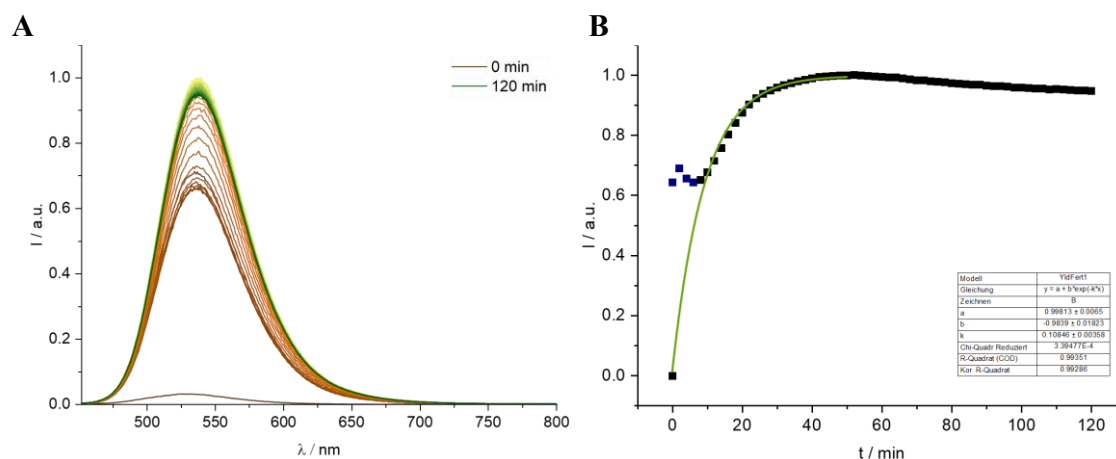 A
B
0 min
120 min
1.0
0.8
0.6
0.4
0.2
0.0
I / a.u.
500 550 600 650 700 750 800
λ / nm
1.0
0.8
0.6
0.4
0.2
0.0
I / a.u.
0 20 40 60 80 100 120
t / min
Modell YldFert1
Gleichung y = a + b*exp(-k*x)
Zeichnen B
a 0.99813 ± 0.0065
b -0.9839 ± 0.01823
k 0.10846 ± 0.00358
Chi-Quadr Reduziert 3.39477E-4
R-Quadrat (COD) 0.99351
Kor. R-Quadrat 0.99286